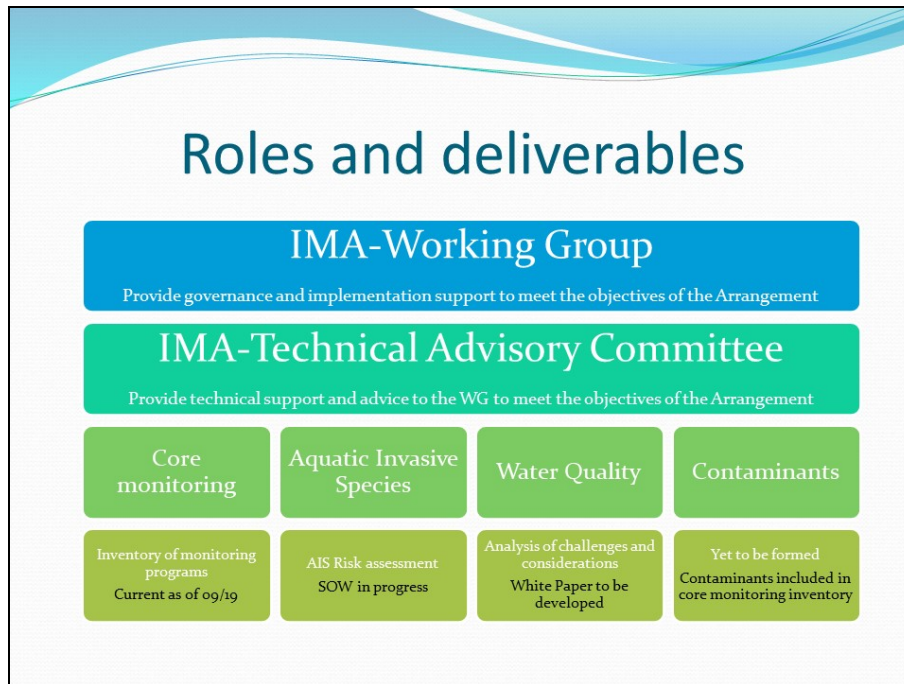 Roles and deliverables
IMA-Working Group
Provide governance and implementation support to meet the objectives of the Arrangement
IMA-Technical Advisory Committee
Provide technical support and advice to the WG to meet the objectives of the Arrangement
Core
monitoring
Aquatic Invasive
Species
Water Quality
Contaminants
Inventory of monitoring
programs
Current as of 09/19
AIS Risk assessment
SOW in progress
Analysis of challenges and
considerations
White Paper to be
developed
Yet to be formed
Contaminants included in
core monitoring inventory